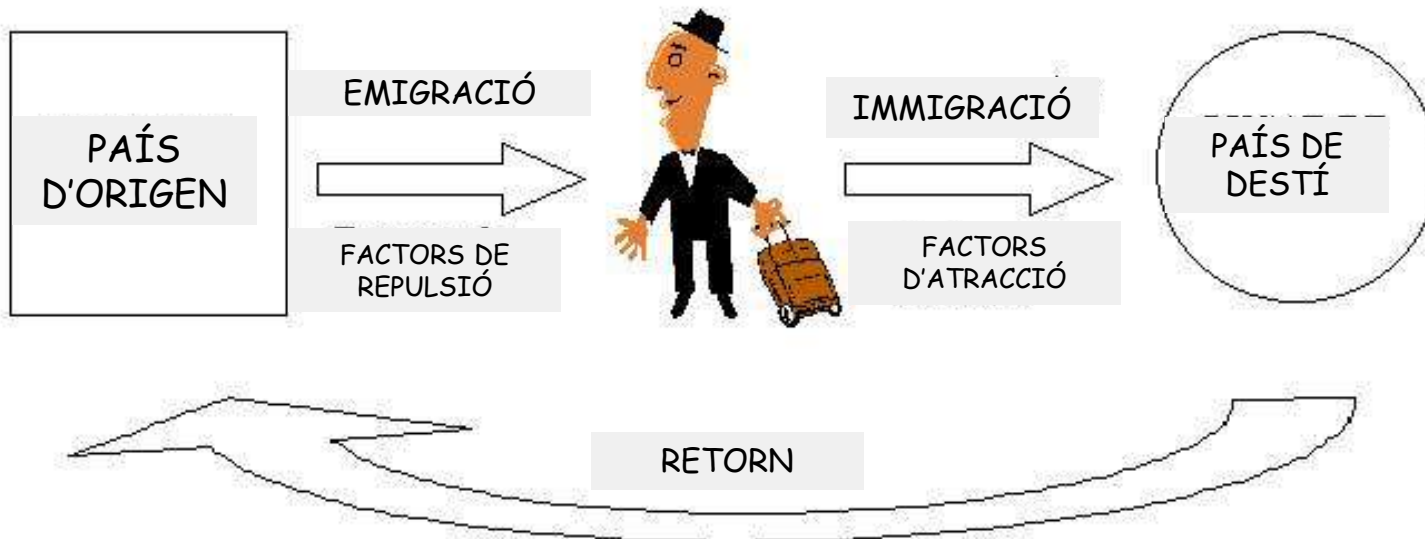 PAÍS
D'ORIGEN
EMIGRACIÓ
FACTORS DE
REPULSIÓ
IMMIGRACIÓ
FACTORS
D'ATRACCIÓ
PAÍS DE
DESTÍ
RETORN